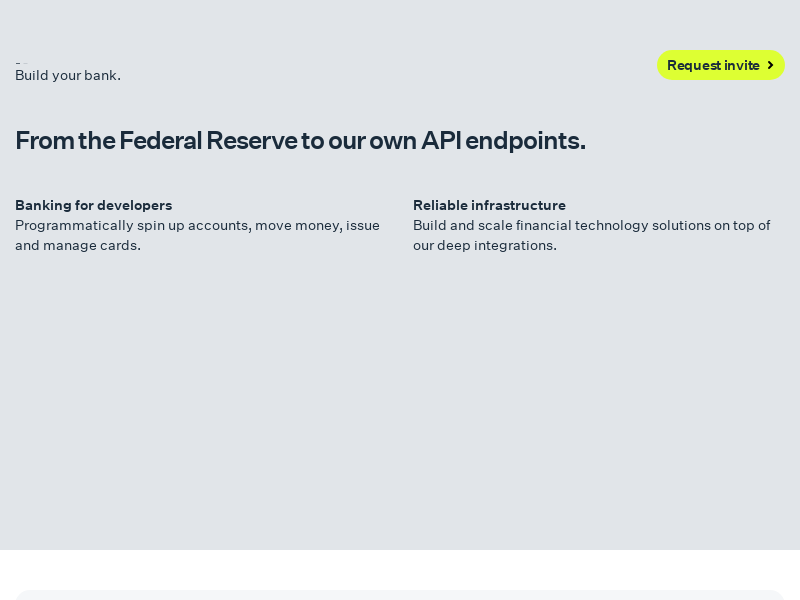 Build your bank.
Request invite
From the Federal Reserve to our own API endpoints.
Banking for developers
Programmatically spin up accounts, move money, issue
and manage cards.
Reliable infrastructure
Build and scale financial technology solutions on top of
our deep integrations.